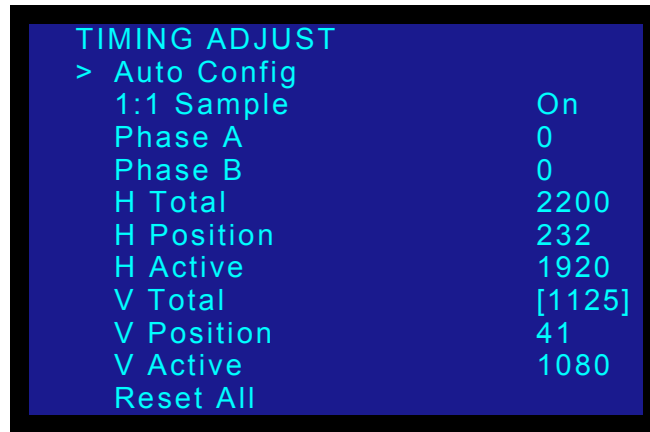 TIMING ADJUST
> Auto Config
1:1 Sample On
Phase A 0
Phase B 0
H Total 2200
H Position 232
H Active 1920
V Total [1125]
V Position 41
V Active 1080
Reset All